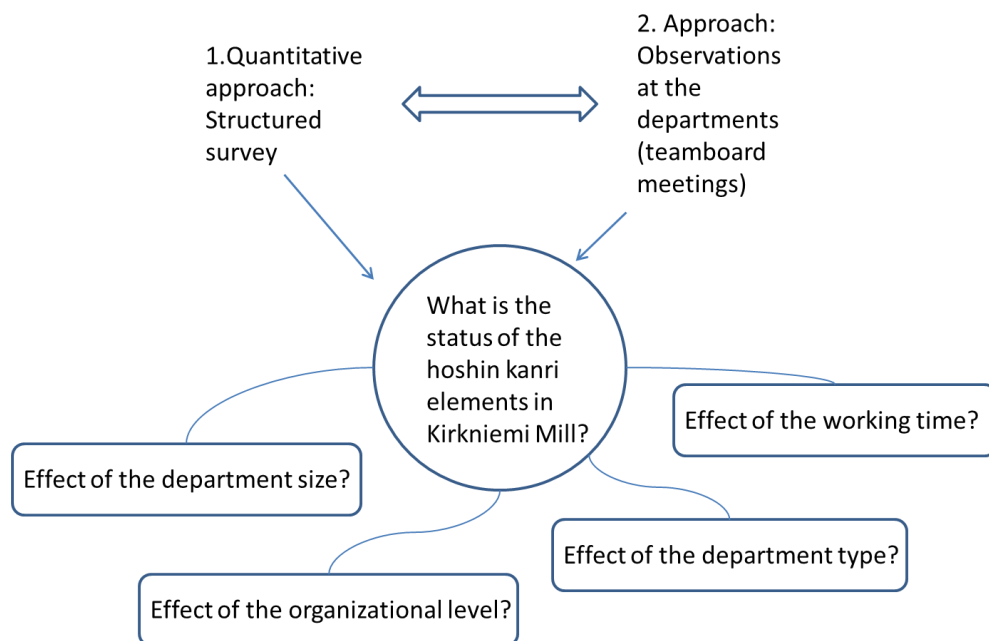 1.Quantitative
approach:
Structured
survey
2. Approach:
Observations
at the
departments
(teamboard
meetings)
What is the
status of the
hoshin kanri
elements in
Kirkniemi Mill?
Effect of the working time?
Effect of the department size?
Effect of the department type?
Effect of the organizational level?